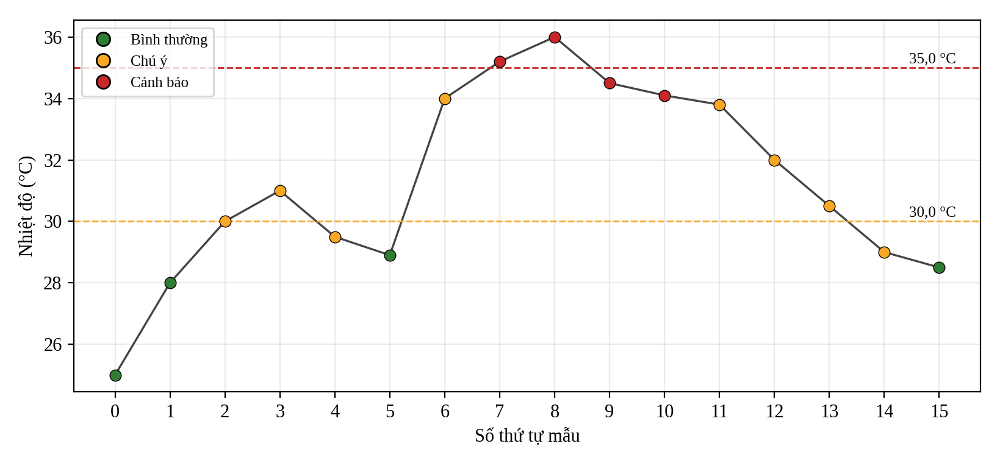 Bình thường
Chú ý
Cảnh báo
35,0 °C
30,0 °C
Nhiệt độ (°C)
36
34
32
30
28
26
0 1 2 3 4 5 6 7 8 9 10 11 12 13 14 15
Số thứ tự mẫu